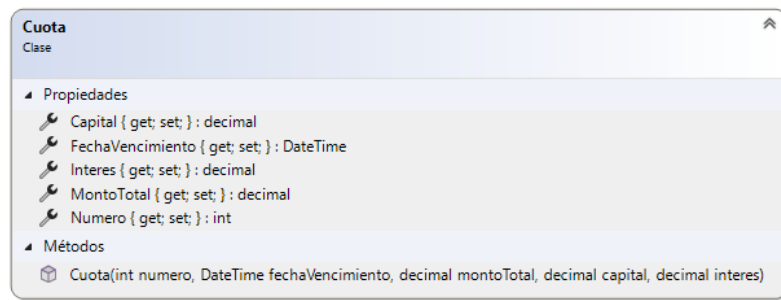 Cuota
Clase
Propiedades
Capital { get; set; } : decimal
FechaVencimiento { get; set; } : DateTime
Interes { get; set; } : decimal
MontoTotal { get; set; } : decimal
Numero { get; set; } : int
Métodos
Cuota(int numero, DateTime fechaVencimiento, decimal montoTotal, decimal capital, decimal interes)